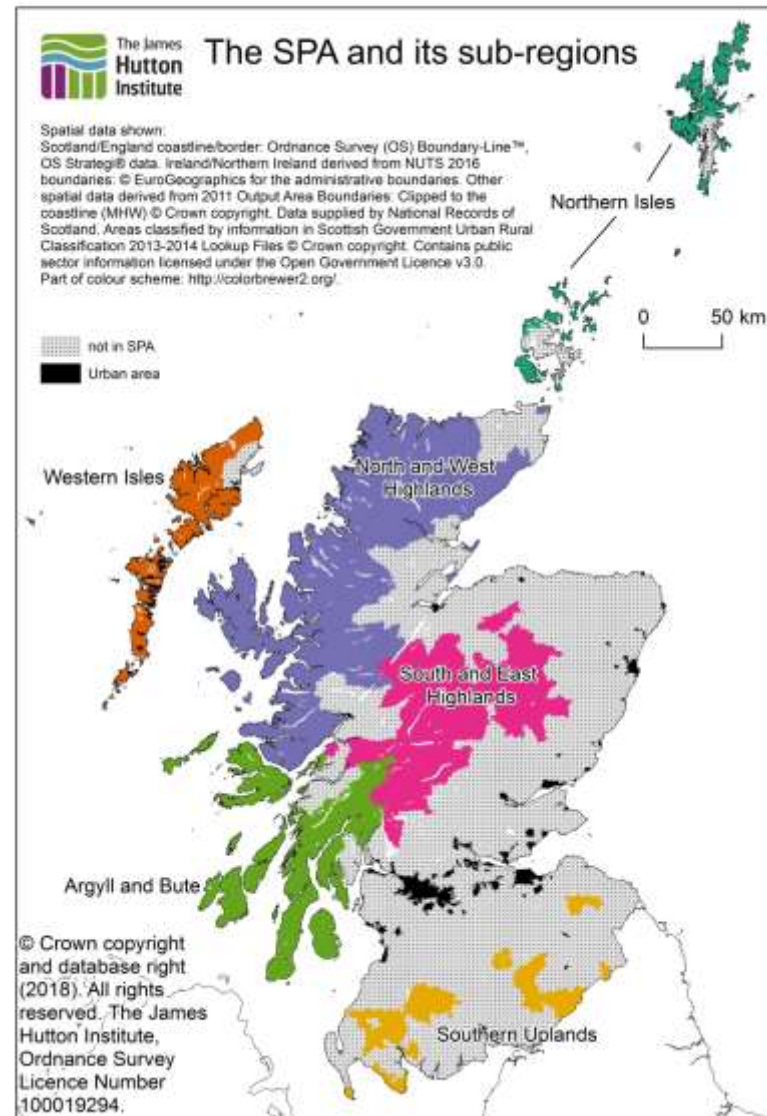 The James
Hutton
Institute
The SPA and its sub-regions
Spatial data shown:
Scotland/England coastline/border: Ordnance Survey (OS) Boundary-Line™,
OS Strategi® data. Ireland/Northern Ireland derived from NUTS 2016
boundaries: © EuroGeographics for the administrative boundaries. Other
spatial data derived from 2011 Output Area Boundaries: Clipped to the
coastline (MHW) © Crown copyright. Data supplied by National Records of
Scotland. Areas classified by information in Scottish Government Urban Rural
Classification 2013-2014 Lookup Files © Crown copyright. Contains public
sector information licensed under the Open Government Licence v3.0.
Part of colour scheme: http://colorbrewer2.org/.
Northern Isles
0 50 km
not in SPA
Urban area
Western Isles
North and West
Highlands
South and East
Highlands
Argyll and Bute
Southern Uplands
© Crown copyright
and database right
(2018). All rights
reserved. The James
Hutton Institute,
Ordnance Survey
Licence Number
100019294.